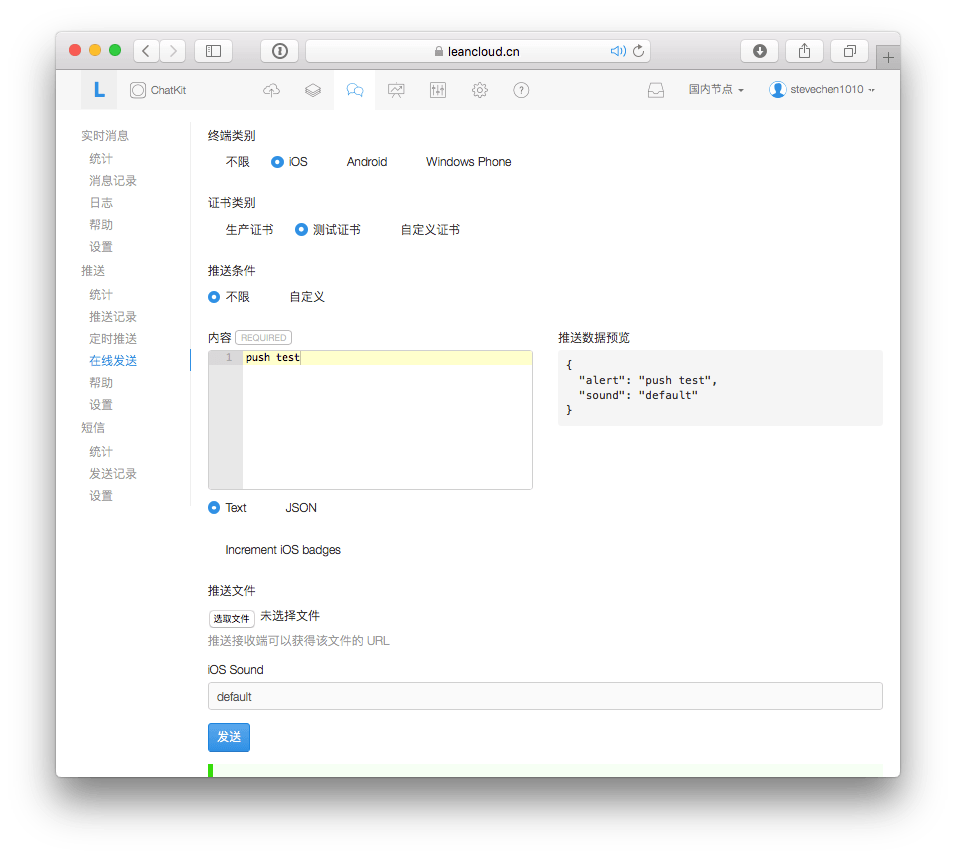 leancloud.cn
L ChatKit 国内节点 stevechen1010
实时消息
统计
消息记录
日志
帮助
设置
推送
统计
推送记录
定时推送
在线发送
帮助
设置
短信
统计
发送记录
设置
终端类别
不限 iOS Android Windows Phone
证书类别
生产证书 测试证书 自定义证书
推送条件
不限 自定义
内容 REQUIRED
1 push test
Text JSON
Increment iOS badges
推送数据预览
{
"alert": "push test",
"sound": "default"
}
推送文件
选取文件 未选择文件
推送接收端可以获得该文件的 URL
iOS Sound
default
发送